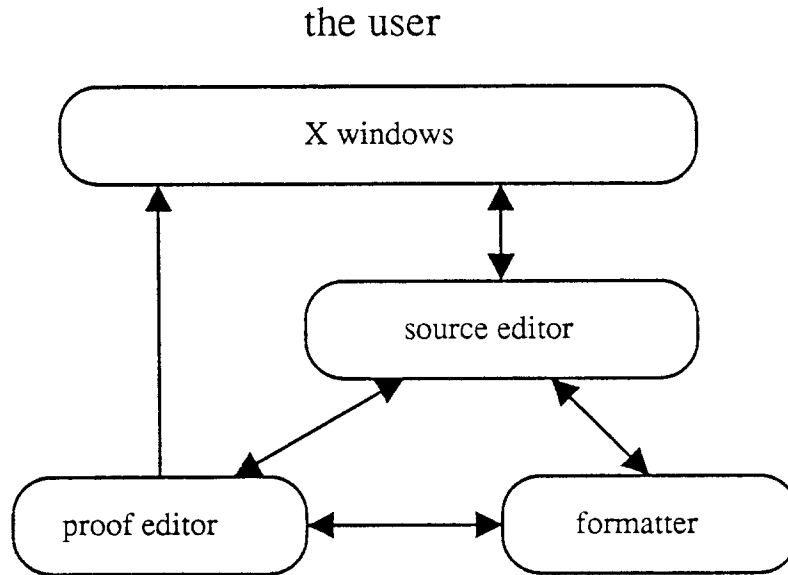 the user
X windows
source editor
proof editor
formatter